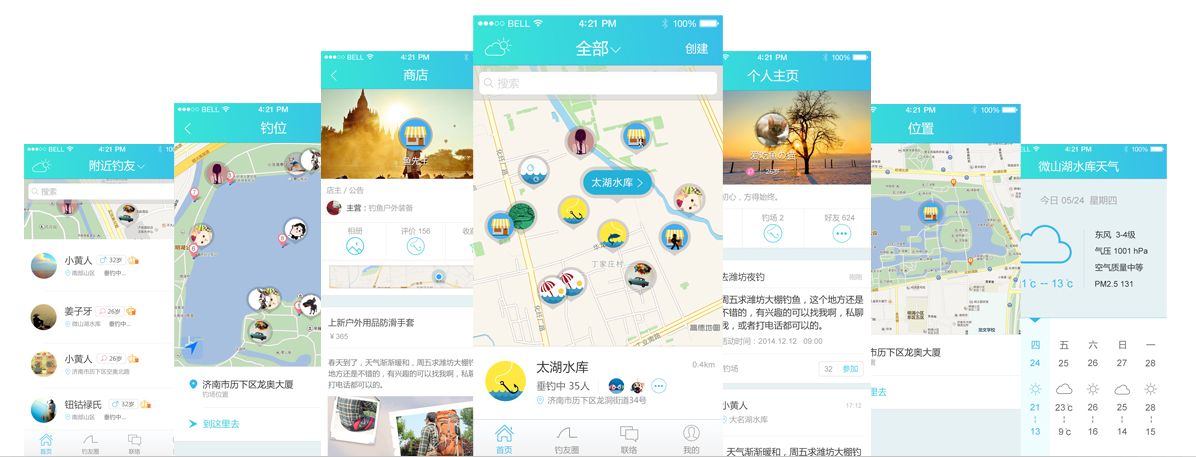 BELL
4:21 PM
附近钓友
搜索
小黄人
32岁
南部山区
垂钓中...
姜子牙
26岁
微山湖水库
垂钓中...
小黄人
26岁
济南市历下区空奥北路
钮钴禄氏
32岁
南部山区
垂钓中...
首页
钓友圈
联络
BELL
4:21 PM
钓位
济南市历下区龙奥大厦
钓场位置
到这里去
BELL
4:21 PM
商店
鱼先生
店主 / 公告
主营：钓鱼户外装备
相册
评价 156
收藏
上新户外用品防滑手套
¥ 365
春天到了，天气渐渐暖和，周五求潍坊大棚
地方还是不错的，有兴趣的可以找我啊，私
打电话都可以的。
BELL
4:21 PM
100%
全部
创建
搜索
太湖水库
丁家庄村
高德地图
太湖水库
0.4km
垂钓中 35人
济南市历下区龙洞街道34号
首页
钓友圈
联络
我的
4:21 PM
100%
个人主页
初心，方得始终。
钓场 2
好友 624
去潍坊夜钓
刚刚
周五求潍坊大棚钓鱼，这个地方还是
不错的，有兴趣的可以找我啊，私聊
我，或者打电话都可以的。
活动时间：2014.12.12 09:00
钓场
32
参加
小黄人
17:12
大名湖水库
天气渐渐暖和，周五求潍坊大棚钓
4:21 PM
100%
位置
市历下区龙奥大厦
里去
LL
4:21 PM
100%
微山湖水库天气
今日 05/24 星期四
东风 3-4级
气压 1001 hPa
空气质量中等
PM2.5 131
1℃ -- 13℃
四
五
六
日
一
24
25
26
27
28
21
23℃
26
25
28
13
9℃
16
14
15